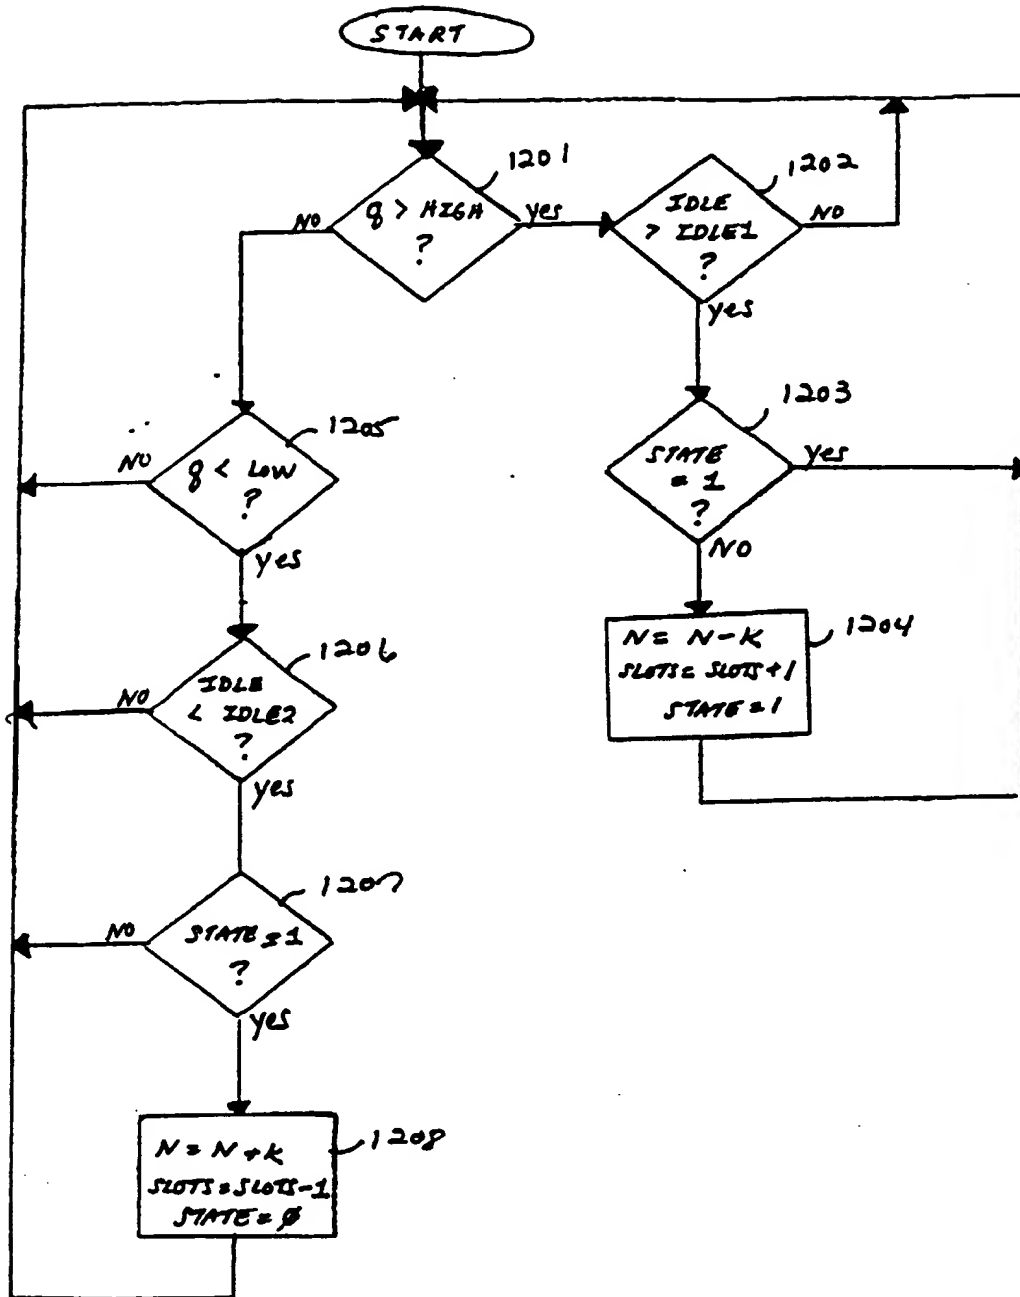 START
1201
q > HIGH
?
NO
yes
1202
IDLE
> IDLE1
?
NO
yes
1203
STATE
= 1
?
yes
NO
1204
N = N - K
SLOTS = SLOTS + 1
STATE = 1
1205
q < LOW
?
NO
yes
1206
IDLE
< IDLE2
?
NO
yes
1207
STATE = 1
?
NO
yes
1208
N = N + K
SLOTS = SLOTS - 1
STATE = Ø